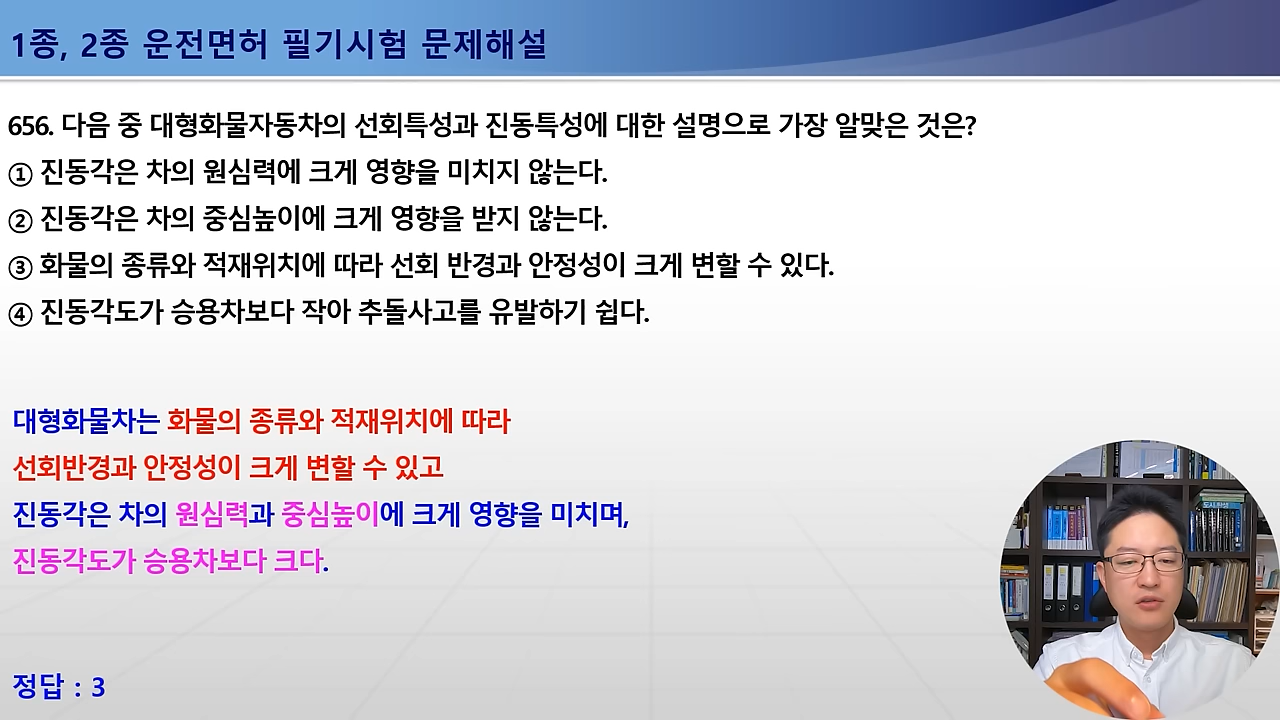 1종, 2종 운전면허 필기시험 문제해설
656. 다음 중 대형화물자동차의 선회특성과 진동특성에 대한 설명으로 가장 알맞은 것은?
① 진동각은 차의 원심력에 크게 영향을 미치지 않는다.
② 진동각은 차의 중심높이에 크게 영향을 받지 않는다.
③ 화물의 종류와 적재위치에 따라 선회 반경과 안정성이 크게 변할 수 있다.
④ 진동각도가 승용차보다 작아 추돌사고를 유발하기 쉽다.
대형화물차는 화물의 종류와 적재위치에 따라
선회반경과 안정성이 크게 변할 수 있고
진동각은 차의 원심력과 중심높이에 크게 영향을 미치며,
진동각도가 승용차보다 크다.
정답 : 3